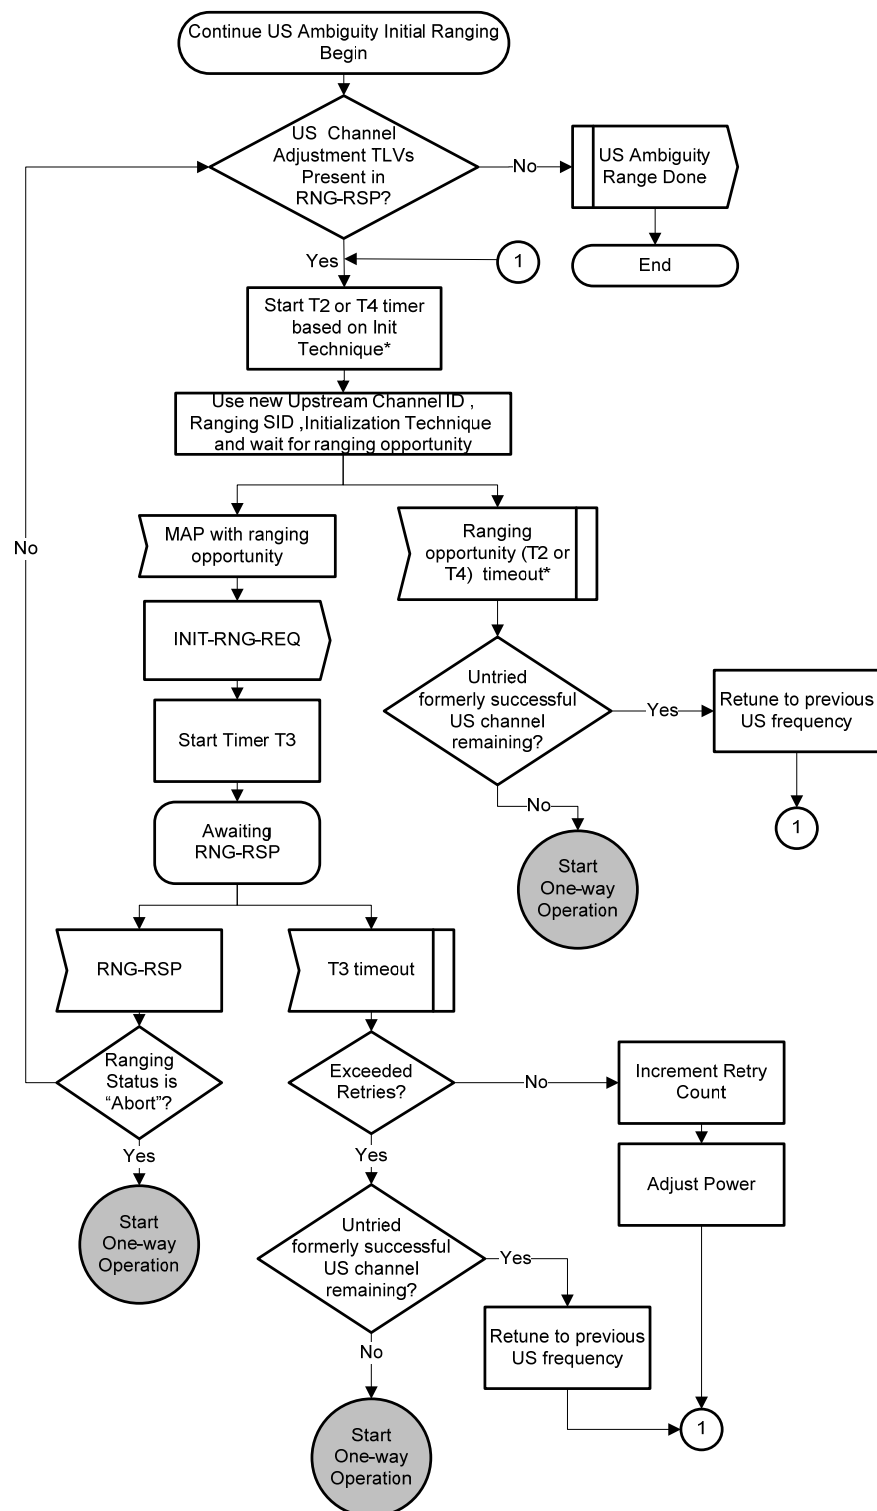 Continue US Ambiguity Initial Ranging
Begin
US Channel
Adjustment TLVs
Present in
RNG-RSP?
No
US Ambiguity
Range Done
End
Yes
1
Start T2 or T4 timer
based on Init
Technique*
Use new Upstream Channel ID ,
Ranging SID ,Initialization Technique
and wait for ranging opportunity
No
MAP with ranging
opportunity
Ranging
opportunity (T2 or
T4) timeout*
INIT-RNG-REQ
Untried
formerly successful
US channel
remaining?
Yes
Retune to previous
US frequency
Start Timer T3
No
1
Awaiting
RNG-RSP
Start
One-way
Operation
RNG-RSP
T3 timeout
Ranging
Status is
“Abort”?
Exceeded
Retries?
No
Increment Retry
Count
Yes
Yes
Adjust Power
Start
One-way
Operation
Untried
formerly successful
US channel
remaining?
Yes
Retune to previous
US frequency
No
1
Start
One-way
Operation